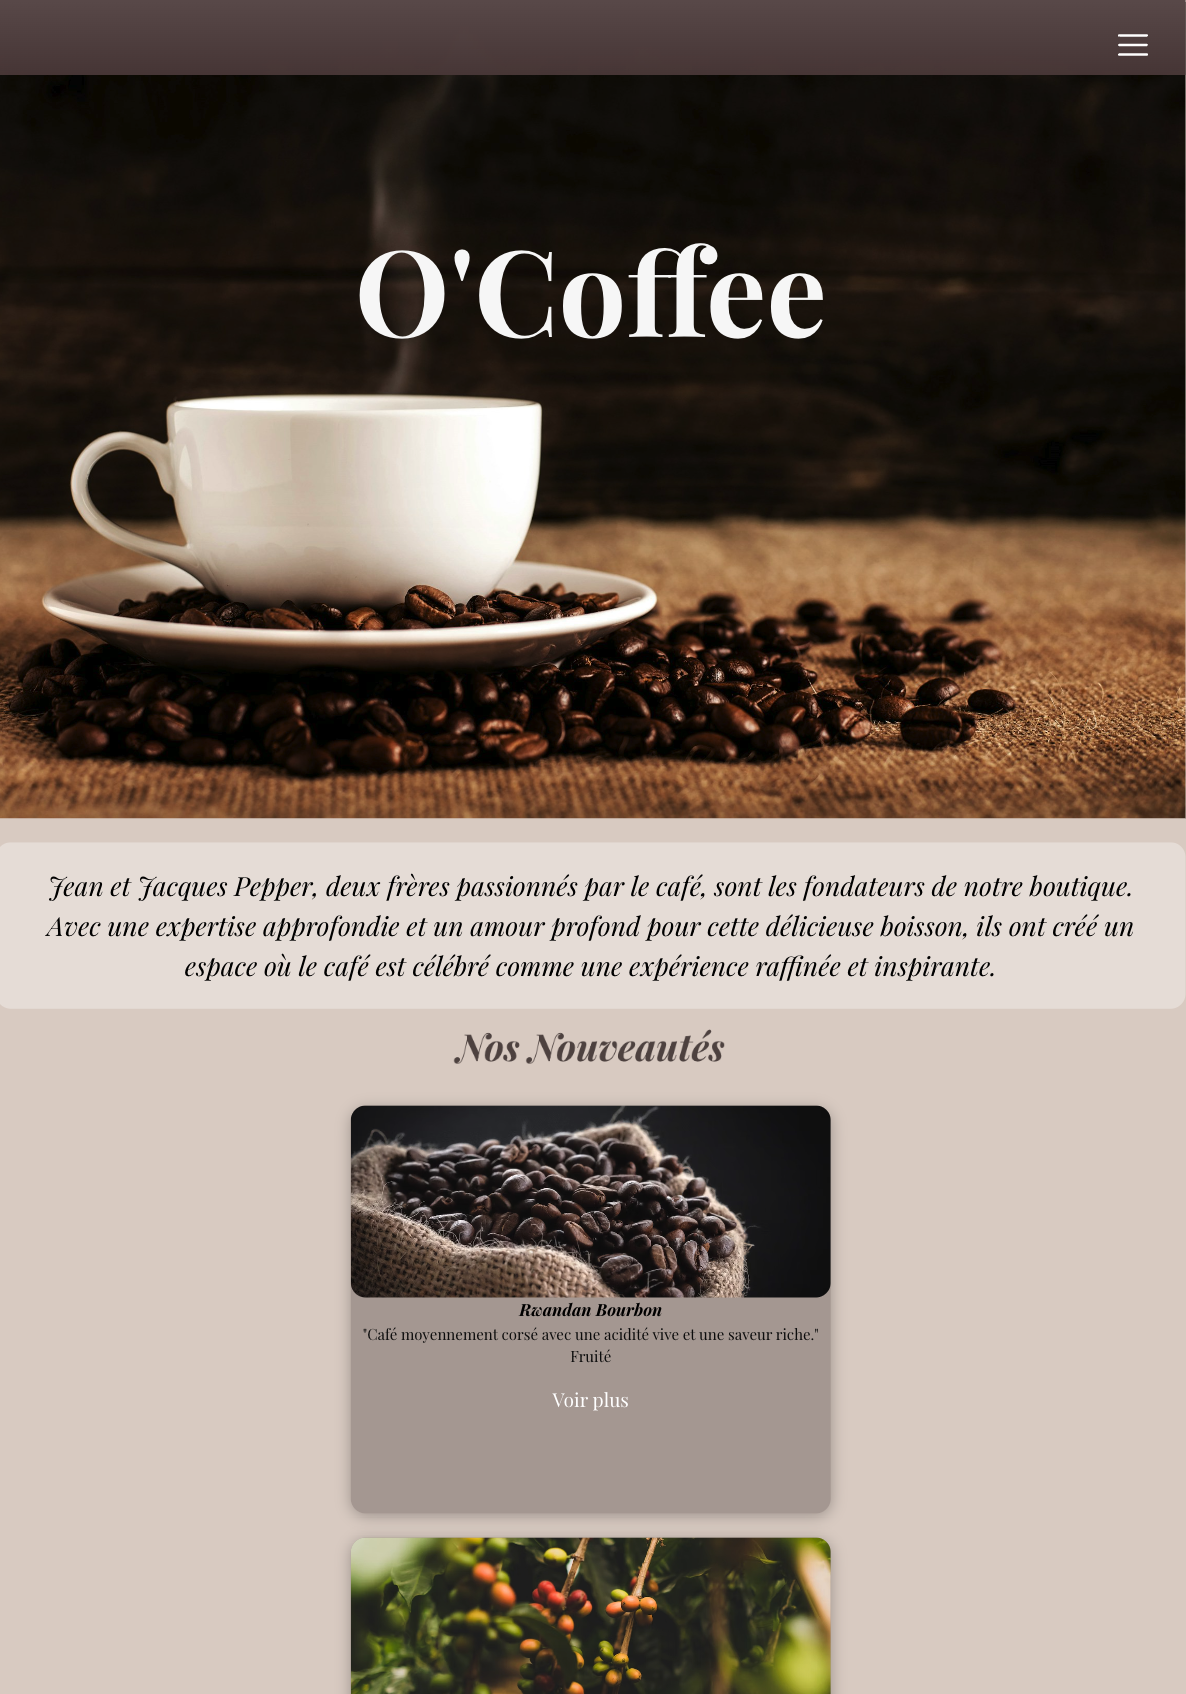 O'Coffee
Jean et Jacques Pepper, deux frères passionnés par le café, sont les fondateurs de notre boutique.
Avec une expertise approfondie et un amour profond pour cette délicieuse boisson, ils ont créé un
espace où le café est célébré comme une expérience raffinée et inspirante.
Nos Nouveautés
Rwandan Bourbon
"Café moyennement corsé avec une acidité vive et une saveur riche."
Fruité
Voir plus